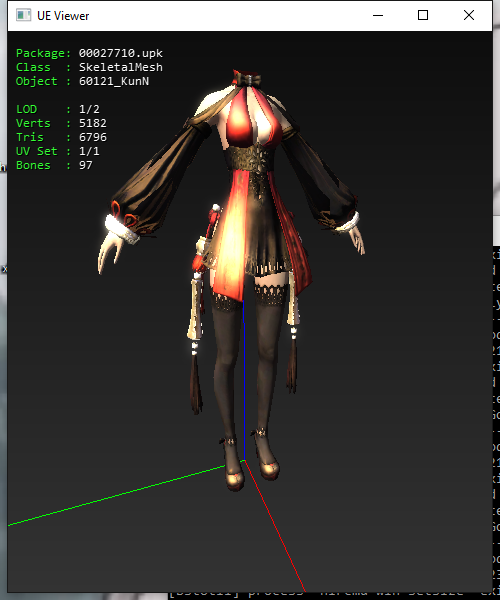 UE Viewer
Package: 00027710.upk
Class : SkeletalMesh
Object : 60121_KunN
LOD : 1/2
Verts : 5182
Tris : 6796
UV Set : 1/1
Bones : 97